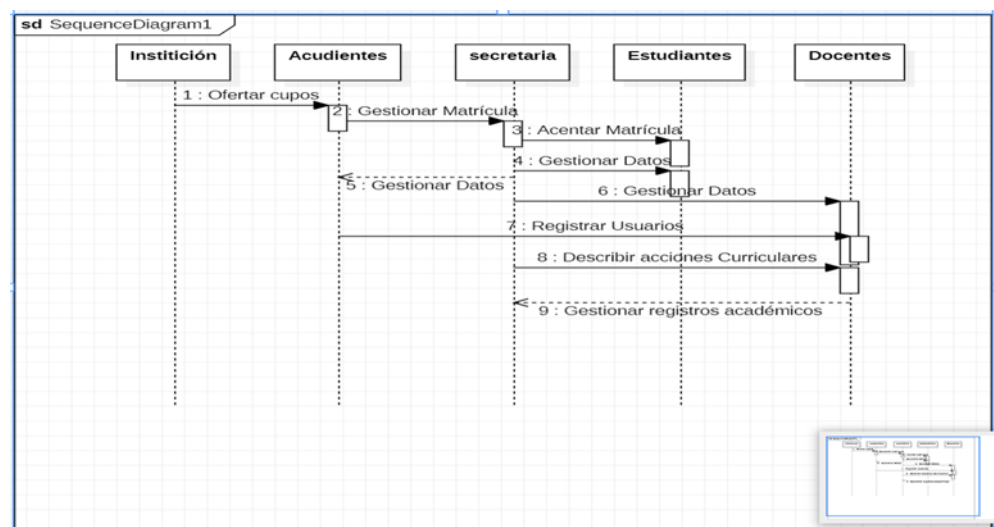 sd SequenceDiagram1
Institición
Acudientes
secretaria
Estudiantes
Docentes
1 : Ofertar cupos
2 : Gestionar Matrícula
3 : Acentar Matrícula
4 : Gestionar Datos
5 : Gestionar Datos
6 : Gestionar Datos
7 : Registrar Usuarios
8 : Describir acciones Curriculares
9 : Gestionar registros académicos